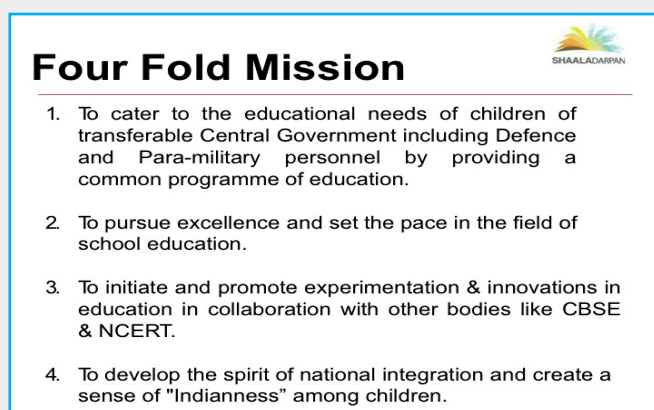 SHAALADARPAN
Four Fold Mission
1. To cater to the educational needs of children of
transferable Central Government including Defence
and Para-military personnel by providing a
common programme of education.
2. To pursue excellence and set the pace in the field of
school education.
3. To initiate and promote experimentation & innovations in
education in collaboration with other bodies like CBSE
& NCERT.
4. To develop the spirit of national integration and create a
sense of "Indianness” among children.